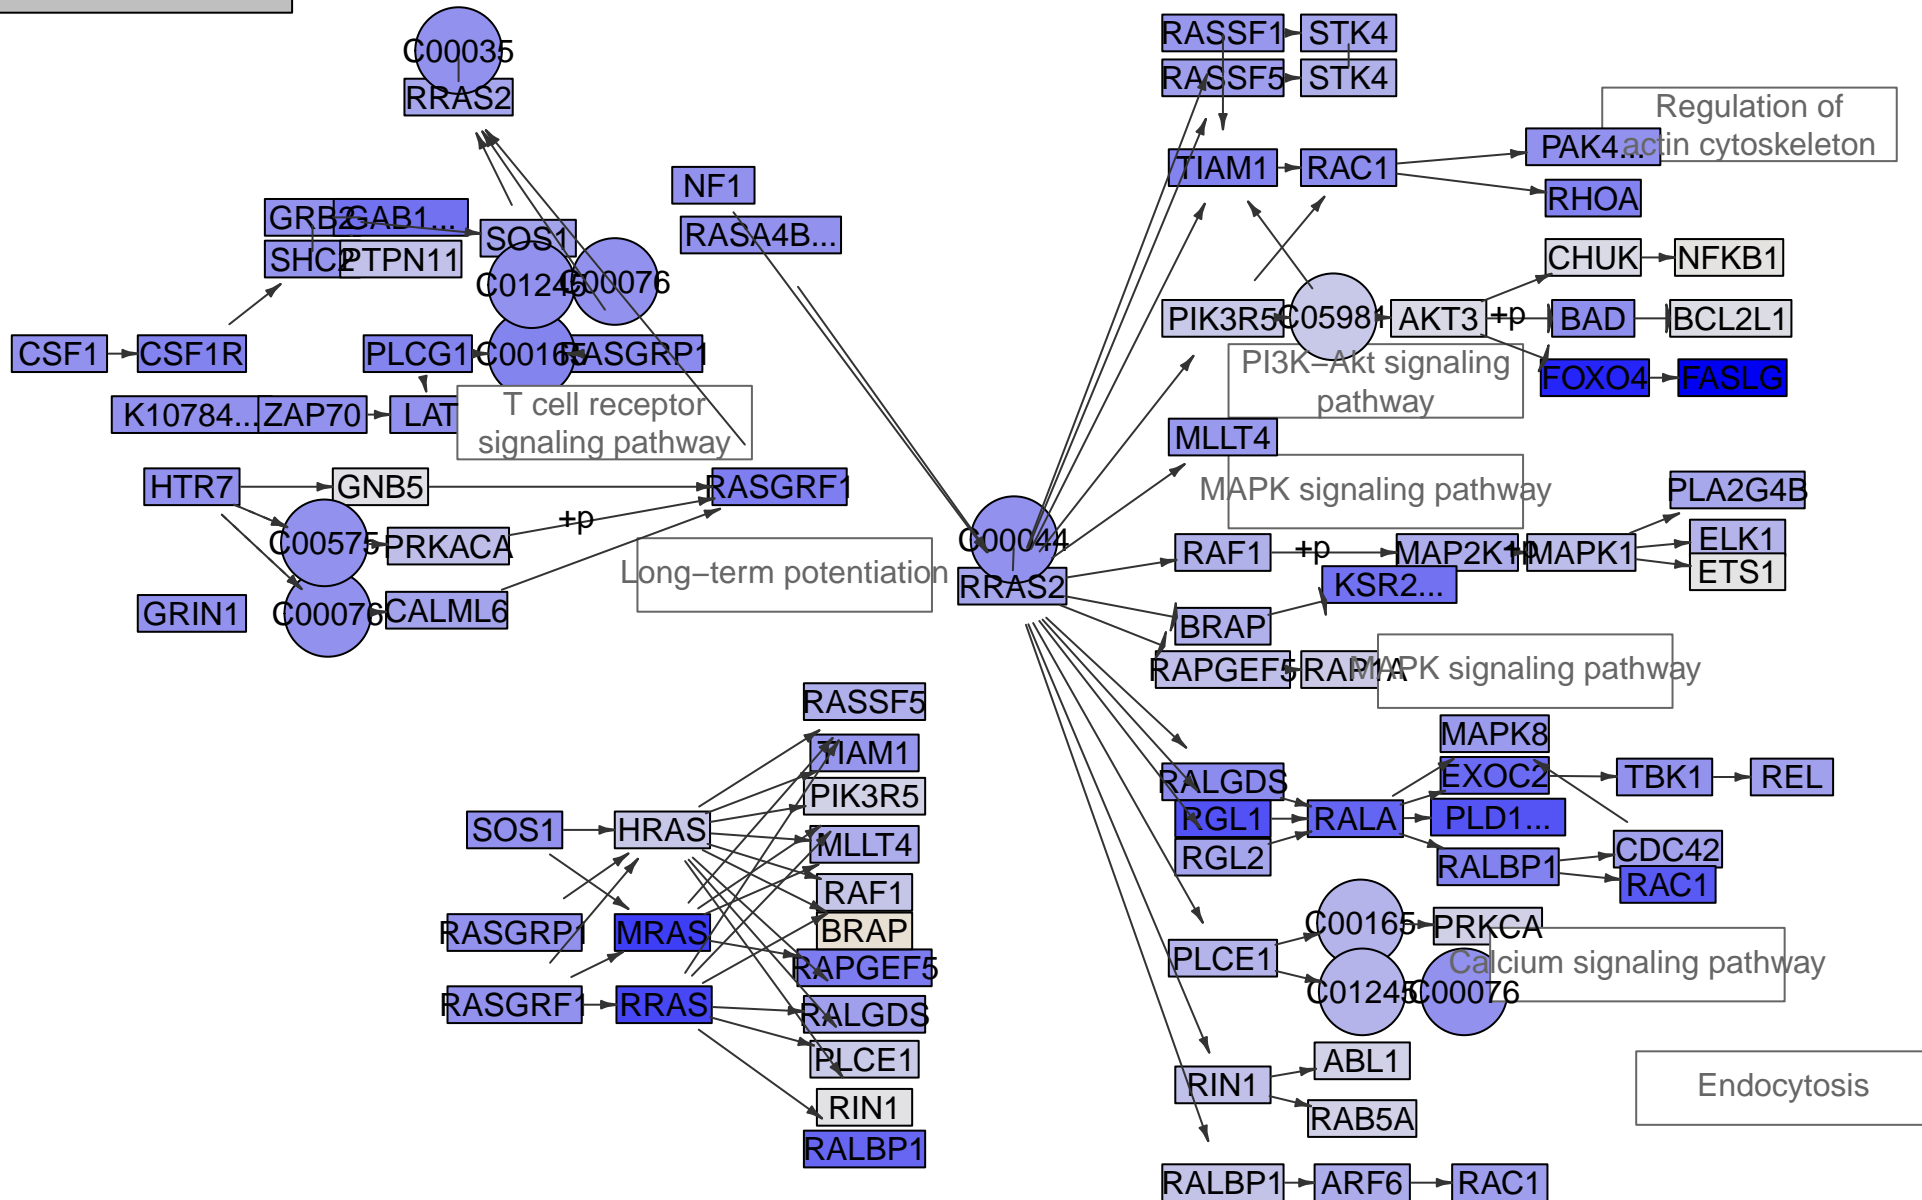 C00035
RRAS2
RASSF1
STK4
RASSF5
STK4
Regulation of
actin cytoskeleton
PAK4...
TIAM1
RAC1
RHOA
NF1
RASA4B...
GRB2
GAB1...
SOS1
SHC2
PTPN11
C01245
C00076
CHUK
NFKB1
PIK3R5
C05981
AKT3
+p
BAD
BCL2L1
CSF1
CSF1R
PLCG1
C00165
RASGRP1
PI3K−Akt signaling
pathway
FOXO4
FASLG
K10784...
ZAP70
LAT
T cell receptor
signaling pathway
MLLT4
HTR7
GNB5
RASGRF1
MAPK signaling pathway
PLA2G4B
+p
C00575
PRKACA
C00044
RAF1
+p
MAP2K1
+p
MAPK1
ELK1
ETS1
Long−term potentiation
RRAS2
KSR2...
GRIN1
C00076
CALML6
BRAP
RAPGEF5
RAP1A
MAPK signaling pathway
RASSF5
TIAM1
PIK3R5
MLLT4
RAF1
BRAP
RAPGEF5
RALGDS
PLCE1
RIN1
RALBP1
SOS1
HRAS
RASGRP1
MRAS
RASGRF1
RRAS
MAPK8
RALGDS
EXOC2
TBK1
REL
RGL1
RALA
PLD1...
RGL2
RALBP1
CDC42
RAC1
C00165
PRKCA
PLCE1
Calcium signaling pathway
C01245
C00076
ABL1
RIN1
RAB5A
Endocytosis
RALBP1
ARF6
RAC1